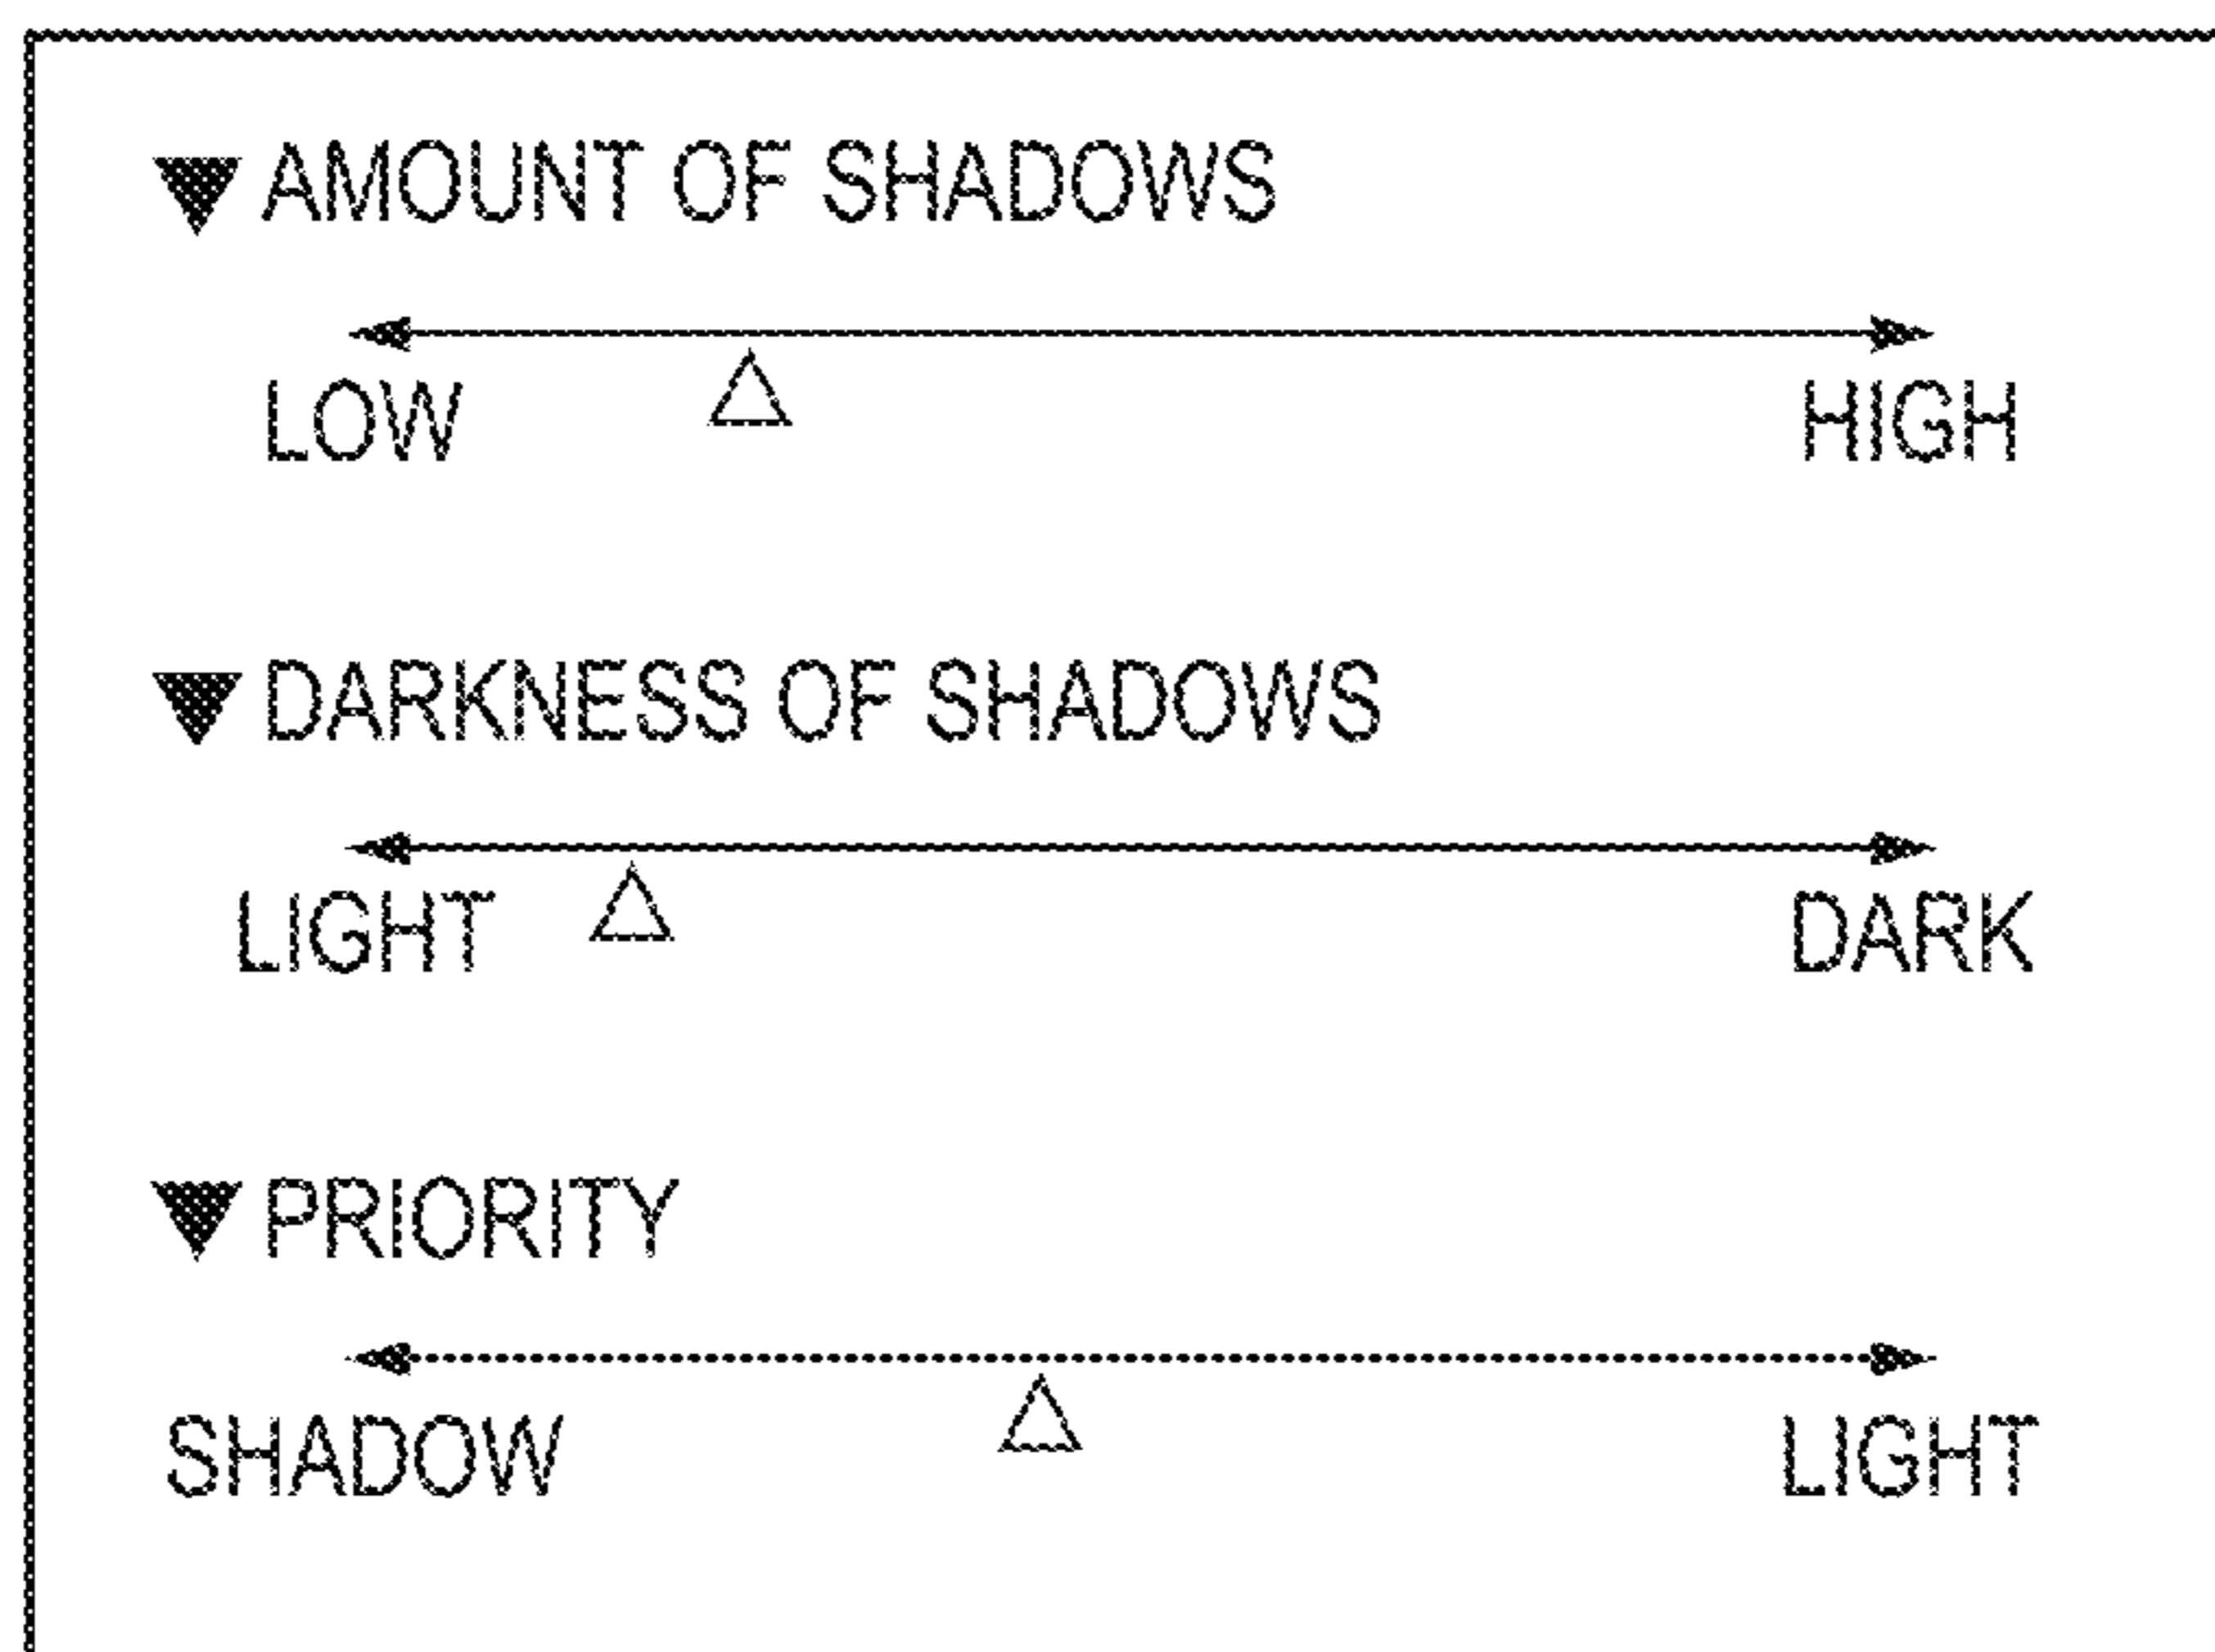 ▼ AMOUNT OF SHADOWS
LOW HIGH
▼ DARKNESS OF SHADOWS
LIGHT DARK
▼ PRIORITY
SHADOW LIGHT